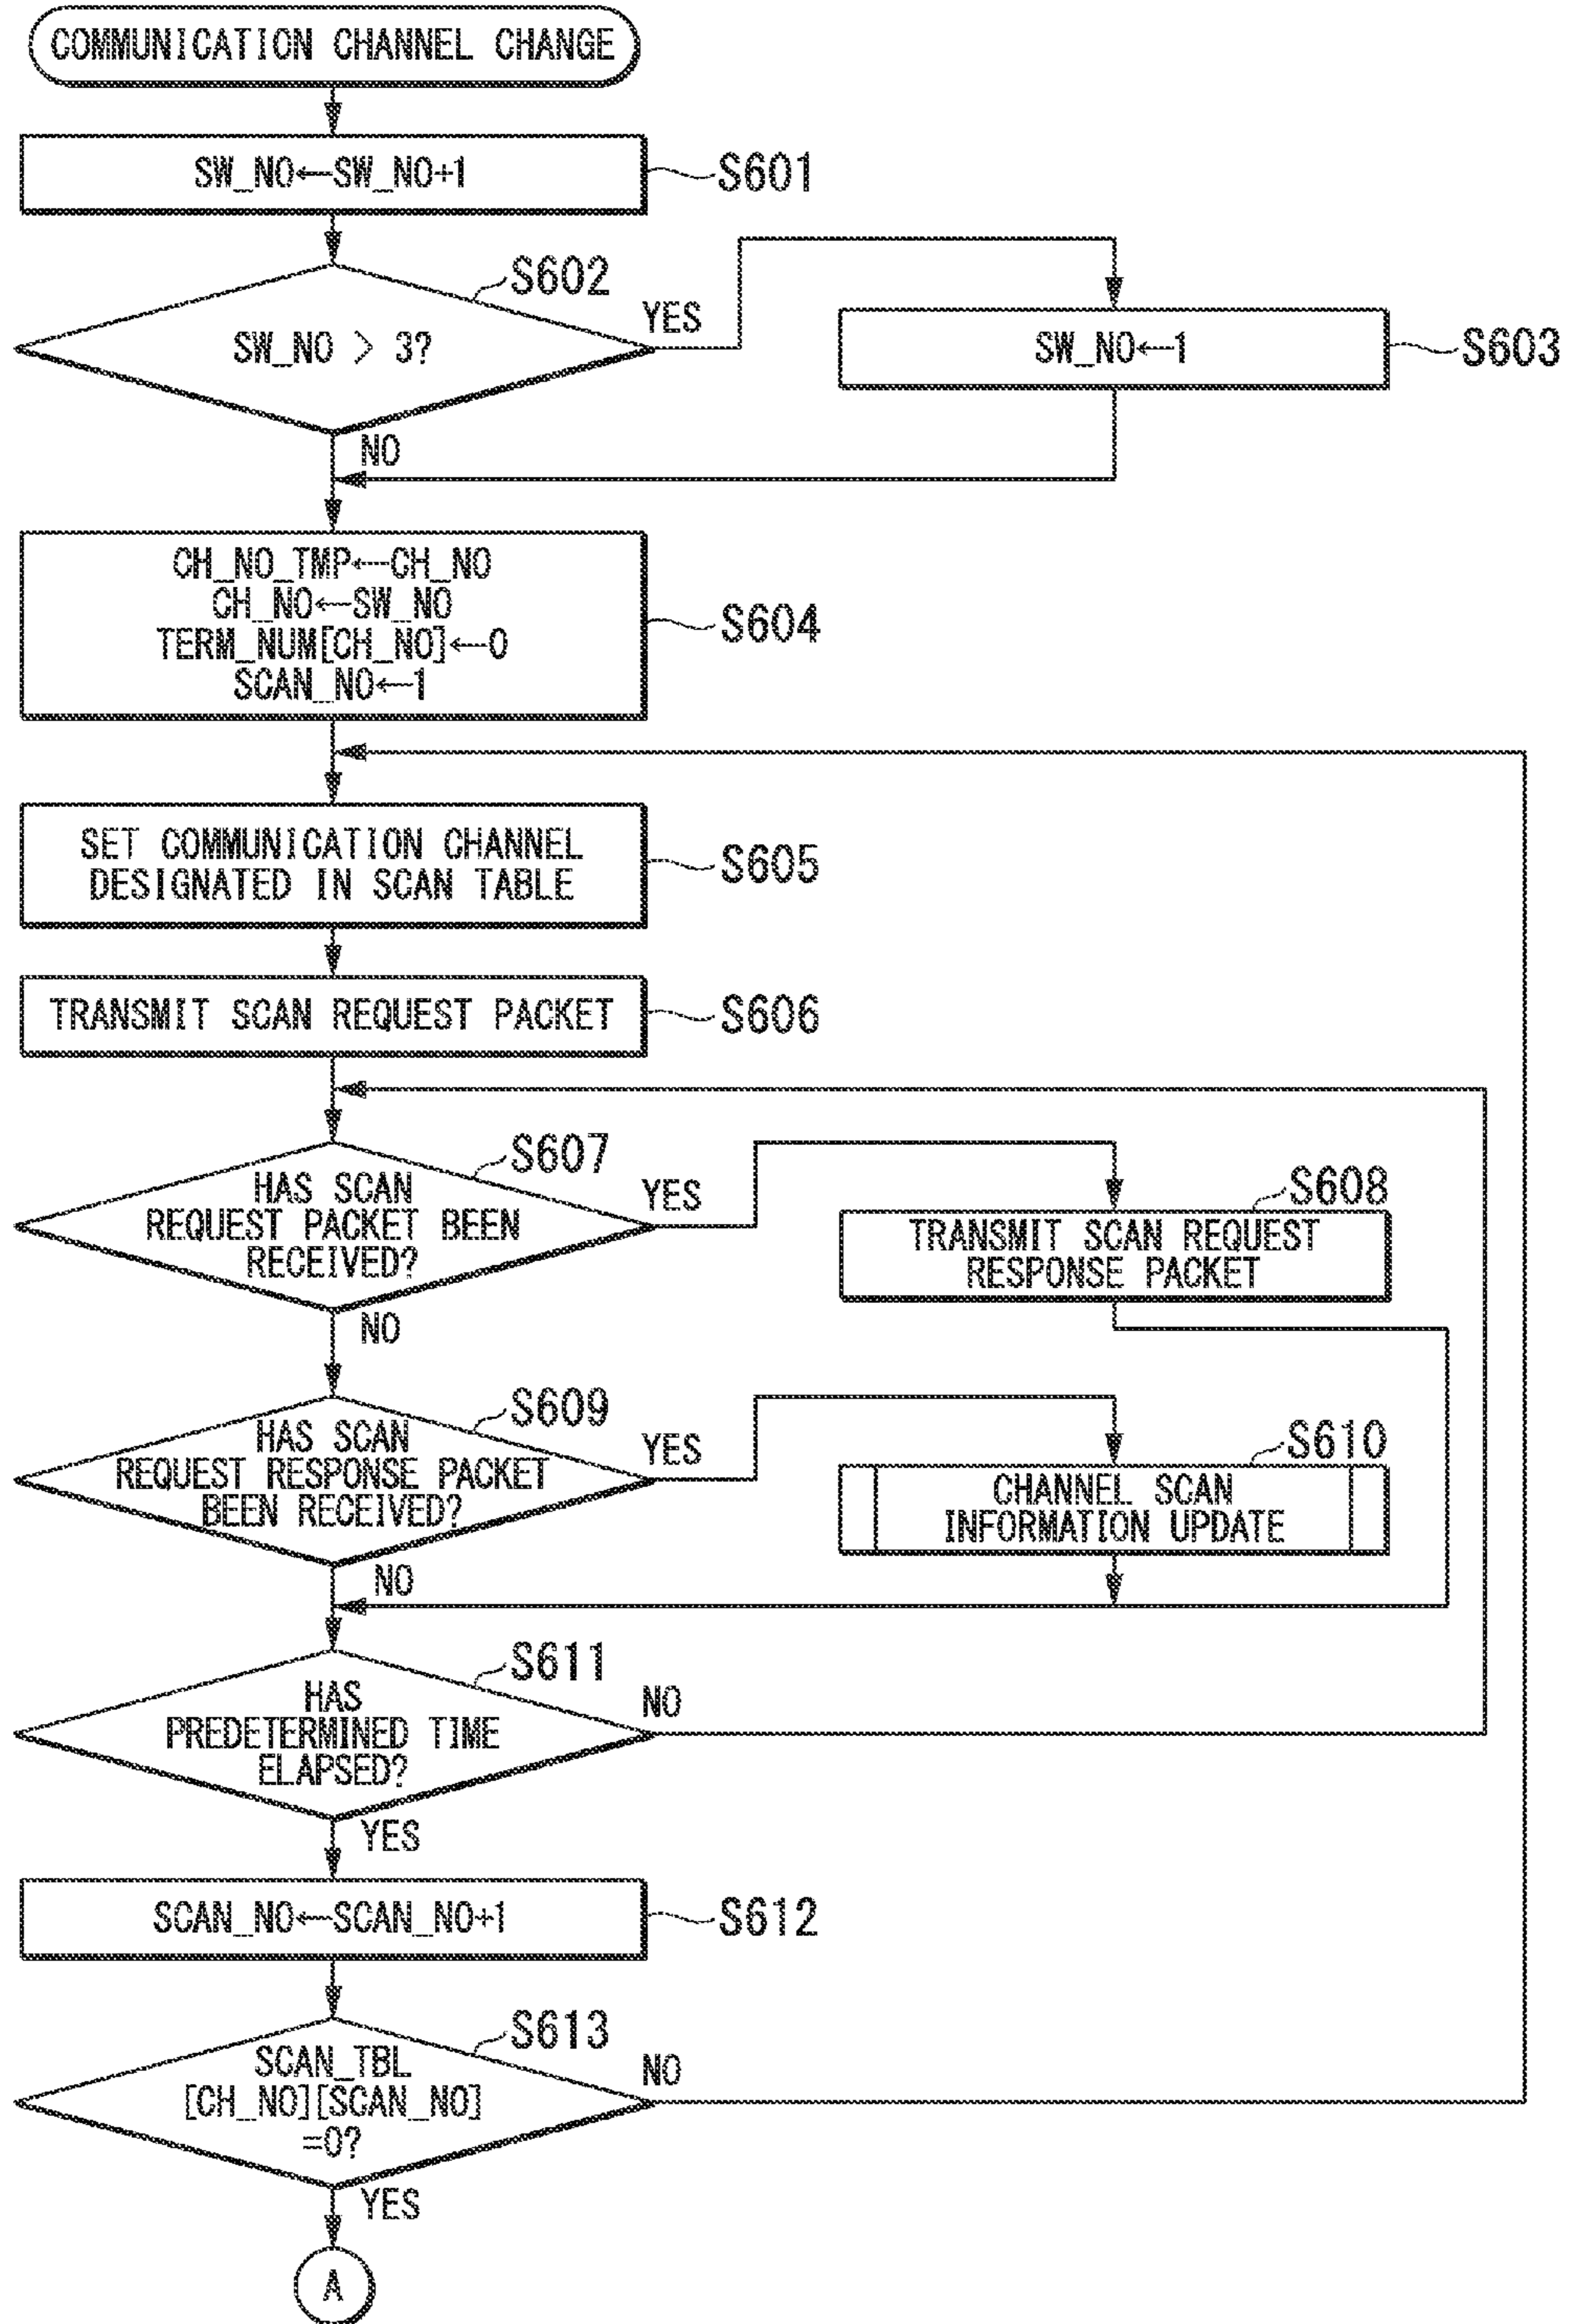 COMMUNICATION CHANNEL CHANGE
SW_NO←SW_NO+1
S601
S602
SW_NO > 3?
YES
SW_NO←1
S603
NO
CH_NO_TMP←CH_NO
CH_NO←SW_NO
TERM_NUM[CH_NO]←0
SCAN_NO←1
S604
SET COMMUNICATION CHANNEL
DESIGNATED IN SCAN TABLE
S605
TRANSMIT SCAN REQUEST PACKET
S606
S607
HAS SCAN
REQUEST PACKET BEEN
RECEIVED?
YES
S608
TRANSMIT SCAN REQUEST
RESPONSE PACKET
NO
S609
HAS SCAN
REQUEST RESPONSE PACKET
BEEN RECEIVED?
YES
S610
CHANNEL SCAN
INFORMATION UPDATE
NO
S611
HAS
PREDETERMINED TIME
ELAPSED?
NO
YES
SCAN_NO←SCAN_NO+1
S612
S613
SCAN_TBL
[CH_NO][SCAN_NO]
=0?
NO
YES
A